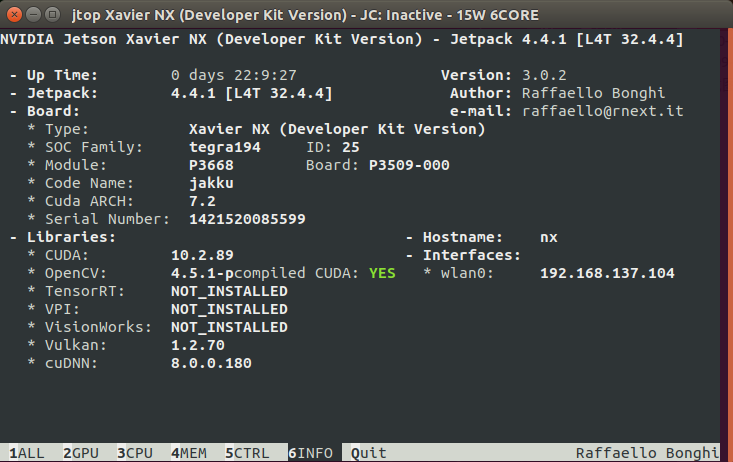 jtop Xavier NX (Developer Kit Version) - JC: Inactive - 15W 6CORE
NVIDIA Jetson Xavier NX (Developer Kit Version) - Jetpack 4.4.1 [L4T 32.4.4]
- Up Time: 0 days 22:9:27 Version: 3.0.2
- Jetpack: 4.4.1 [L4T 32.4.4] Author: Raffaello Bonghi
- Board: e-mail: raffaello@rnext.it
* Type: Xavier NX (Developer Kit Version)
* SOC Family: tegra194 ID: 25
* Module: P3668 Board: P3509-000
* Code Name: jakku
* Cuda ARCH: 7.2
* Serial Number: 1421520085599
- Libraries: - Hostname: nx
* CUDA: 10.2.89 - Interfaces:
* OpenCV: 4.5.1-pcompiled CUDA: YES * wlan0: 192.168.137.104
* TensorRT: NOT_INSTALLED
* VPI: NOT_INSTALLED
* VisionWorks: NOT_INSTALLED
* Vulkan: 1.2.70
* cuDNN: 8.0.0.180
1ALL 2GPU 3CPU 4MEM 5CTRL 6INFO Quit Raffaello Bonghi